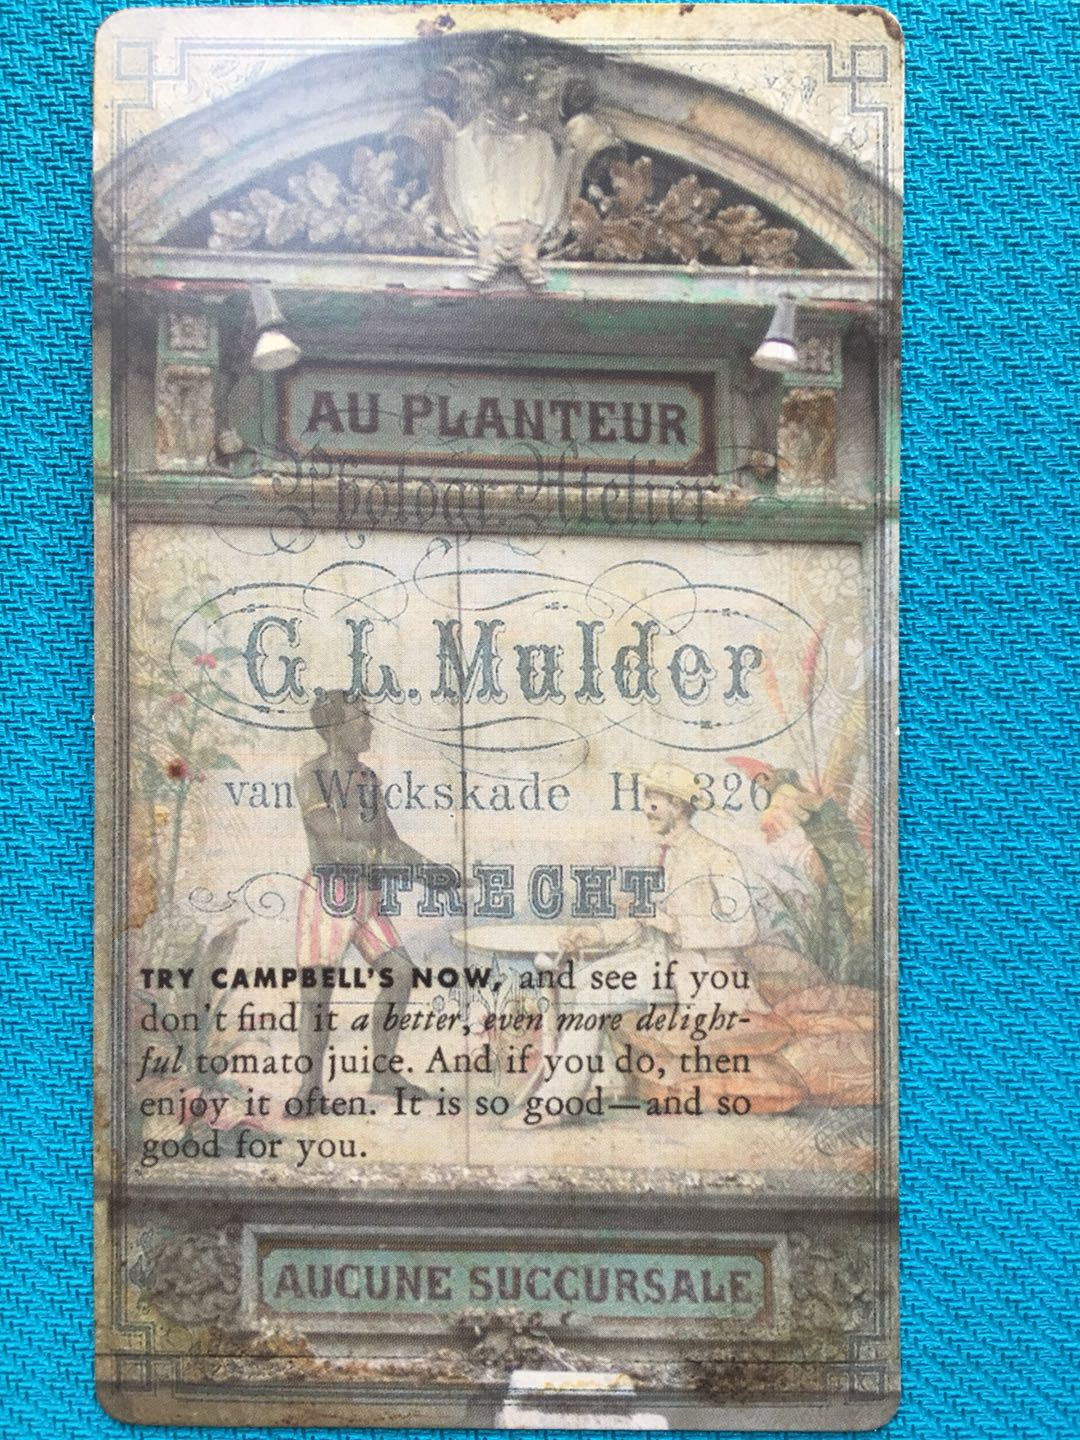 AU PLANTEUR
Photogr. Atelier
G. L. Mulder
van Wijckskade H. 326
UTRECHT
TRY CAMPBELL'S NOW, and see if you
don't find it a better, even more delight-
ful tomato juice. And if you do, then
enjoy it often. It is so good—and so
good for you.
AUCUNE SUCCURSALE